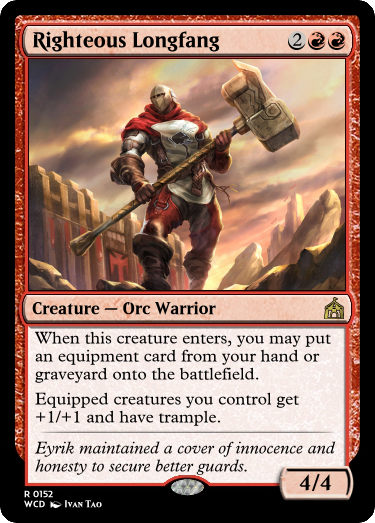 Righteous Longfang 2
Creature — Orc Warrior
When this creature enters, you may put
an equipment card from your hand or
graveyard onto the battlefield.
Equipped creatures you control get
+1/+1 and have trample.
Eyrik maintained a cover of innocence and
honesty to secure better guards.
4/4
R 0152
WCD Ivan Tao